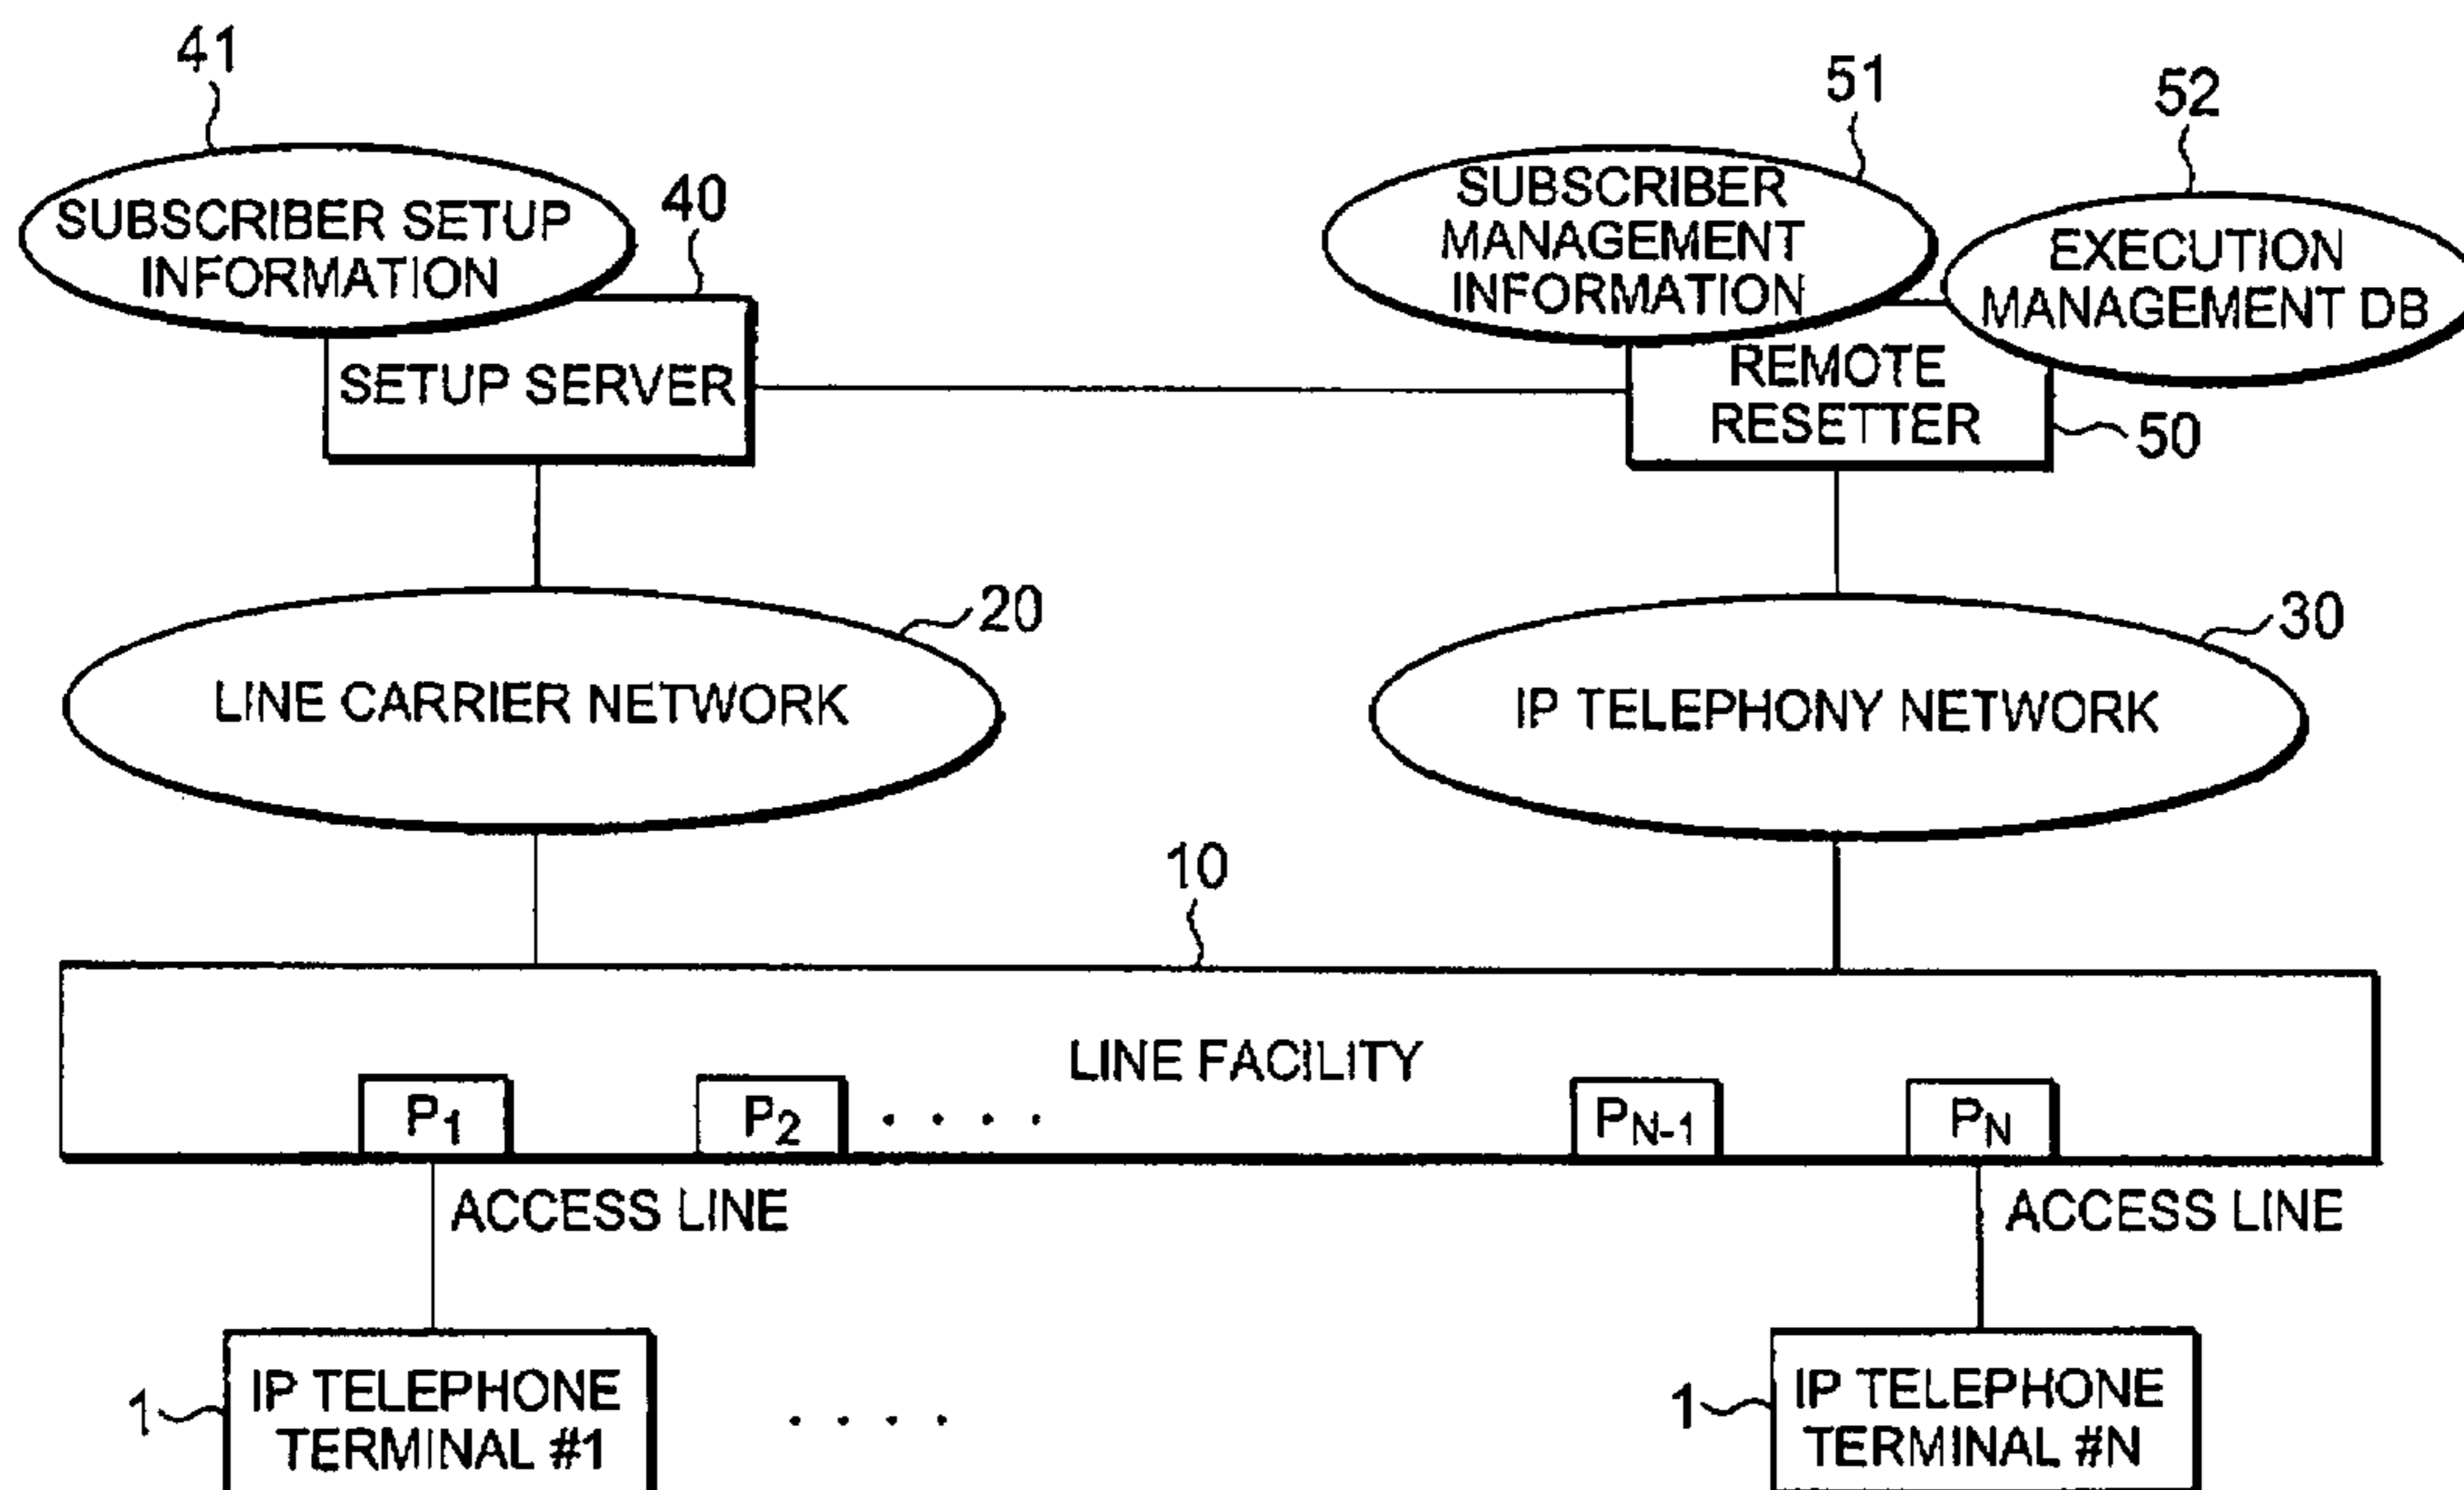 41
51
52
SUBSCRIBER SETUP
INFORMATION
40
SUBSCRIBER
MANAGEMENT
INFORMATION
EXECUTION
MANAGEMENT DB
SETUP SERVER
REMOTE
RESETTER
50
20
30
LINE CARRIER NETWORK
IP TELEPHONY NETWORK
10
LINE FACILITY
P1
P2
PN-1
PN
ACCESS LINE
ACCESS LINE
1
IP TELEPHONE
TERMINAL #1
1
IP TELEPHONE
TERMINAL #N